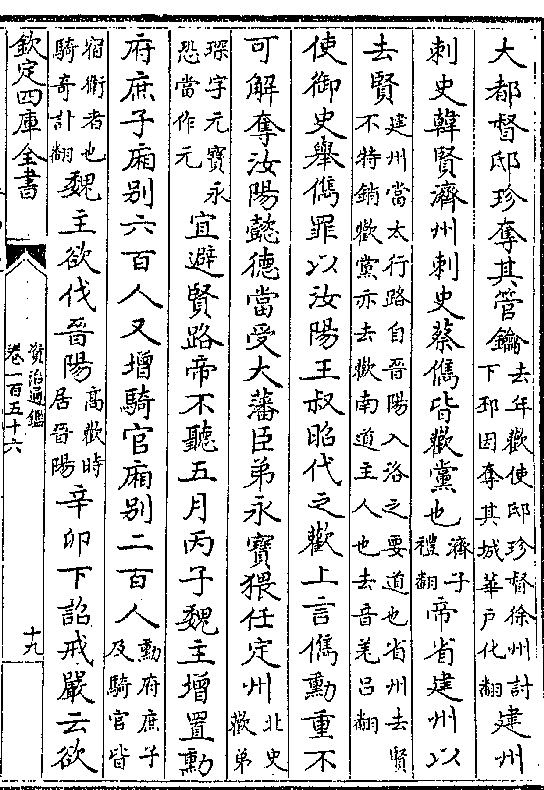 大都督邸珍奪其管鑰去年歡使邸珍督徐州討下邳因奪其城華戶化翻建州
刺史韓賢濟州刺史蔡儁皆歡黨也濟子禮翻帝省建州以
去賢建州當太行路自晉陽入洛之要道也省州去賢不特銷歡黨亦去歡南道主人也去音羌呂翻
使御史舉儁罪以汝陽王叔昭代之歡上言儁勳重不
可解奪汝陽懿德當受大藩臣弟永寶猥任定州北史歡弟
琛字元寶永恐當作元宜避賢路帝不聽五月丙子魏主增置勳
府庶子廂别六百人又增騎官廂别二百人勳府庶子及騎官皆
宿衛者也騎奇計翻魏主欲伐晉陽高歡時居晉陽辛卯下詔戒嚴云欲
欽定四庫全書
資治通鑑
卷一百五十六
十九